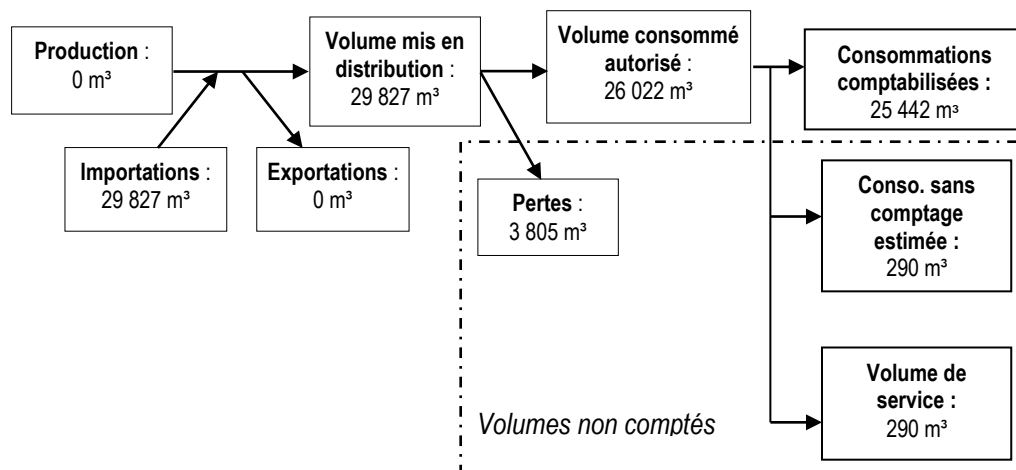 Production :
0 m³
Volume mis en
distribution :
29 827 m³
Volume consommé
autorisé :
26 022 m³
Consommations
comptabilisées :
25 442 m³
Importations :
29 827 m³
Exportations :
0 m³
Pertes :
3 805 m³
Conso. sans
comptage
estimée :
290 m³
Volume de
service :
290 m³
Volumes non comptés